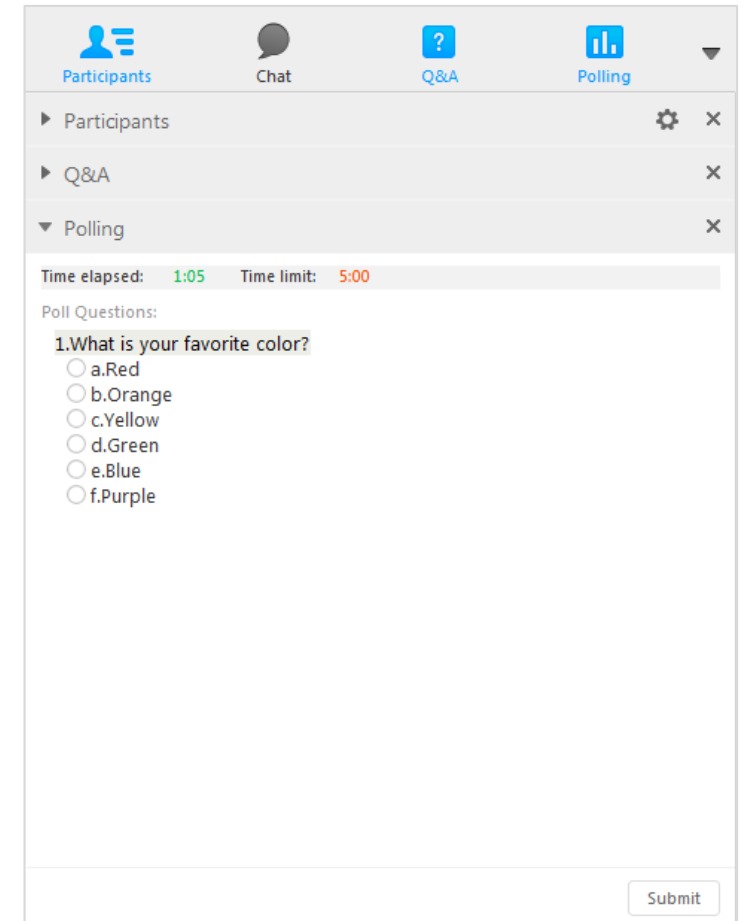 Participants Chat Q&A Polling
Participants
Q&A
Polling
Time elapsed: 1:05 Time limit: 5:00
Poll Questions:
1.What is your favorite color?
a.Red
b.Orange
c.Yellow
d.Green
e.Blue
f.Purple
Submit